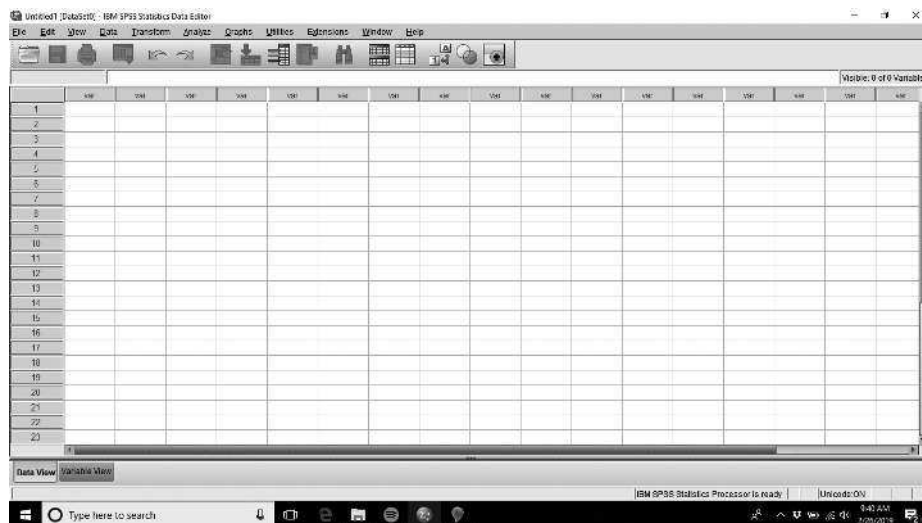 Untitled1 [DataSet0] - IBM SPSS Statistics Data Editor
File Edit View Data Transform Analyze Graphs Utilities Extensions Window Help
Visible: 0 of 0 Variable
var var var var var var var var var var var var var var var var var
1
2
3
4
5
6
7
8
9
10
11
12
13
14
15
16
17
18
19
20
21
22
23
Data View Variable View
IBM SPSS Statistics Processor is ready Unicode:ON
Type here to search
9:40 AM